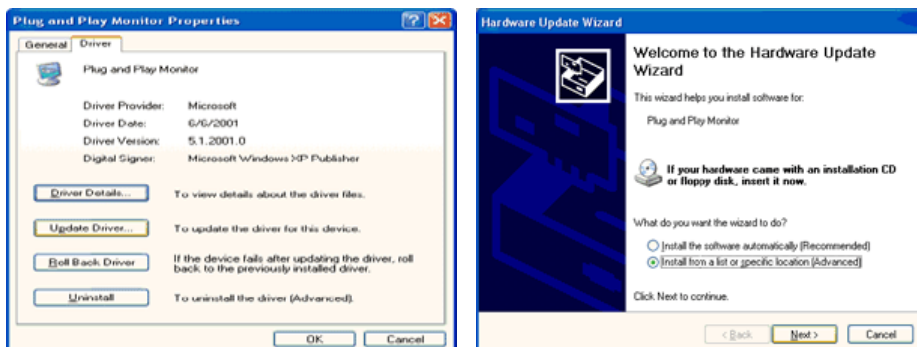 Plug and Play Monitor Properties
General Driver
Plug and Play Monitor
Driver Provider: Microsoft
Driver Date: 6/6/2001
Driver Version: 5.1.2001.0
Digital Signer: Microsoft Windows XP Publisher
Driver Details... To view details about the driver files.
Update Driver... To update the driver for this device.
Roll Back Driver If the device fails after updating the driver, roll
back to the previously installed driver.
Uninstall To uninstall the driver (Advanced).
OK Cancel
Hardware Update Wizard
Welcome to the Hardware Update
Wizard
This wizard helps you install software for:
Plug and Play Monitor
If your hardware came with an installation CD
or floppy disk, insert it now.
What do you want the wizard to do?
Install the software automatically (Recommended)
Install from a list or specific location (Advanced)
Click Next to continue.
< Back Next > Cancel